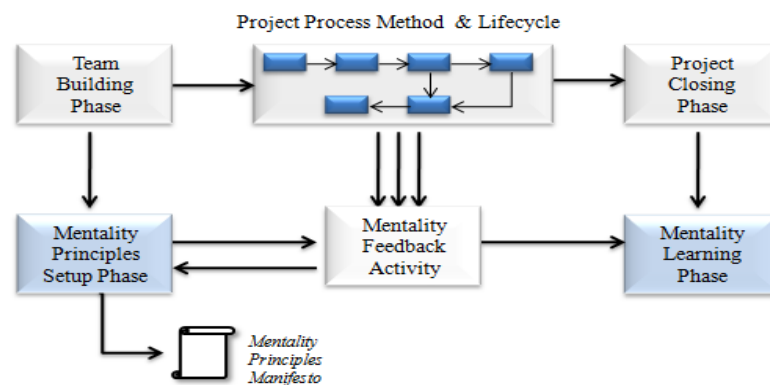 Project Process Method & Lifecycle
Team
Building
Phase
Project
Closing
Phase
Mentality
Principles
Setup Phase
Mentality
Feedback
Activity
Mentality
Learning
Phase
Mentality
Principles
Manifesto